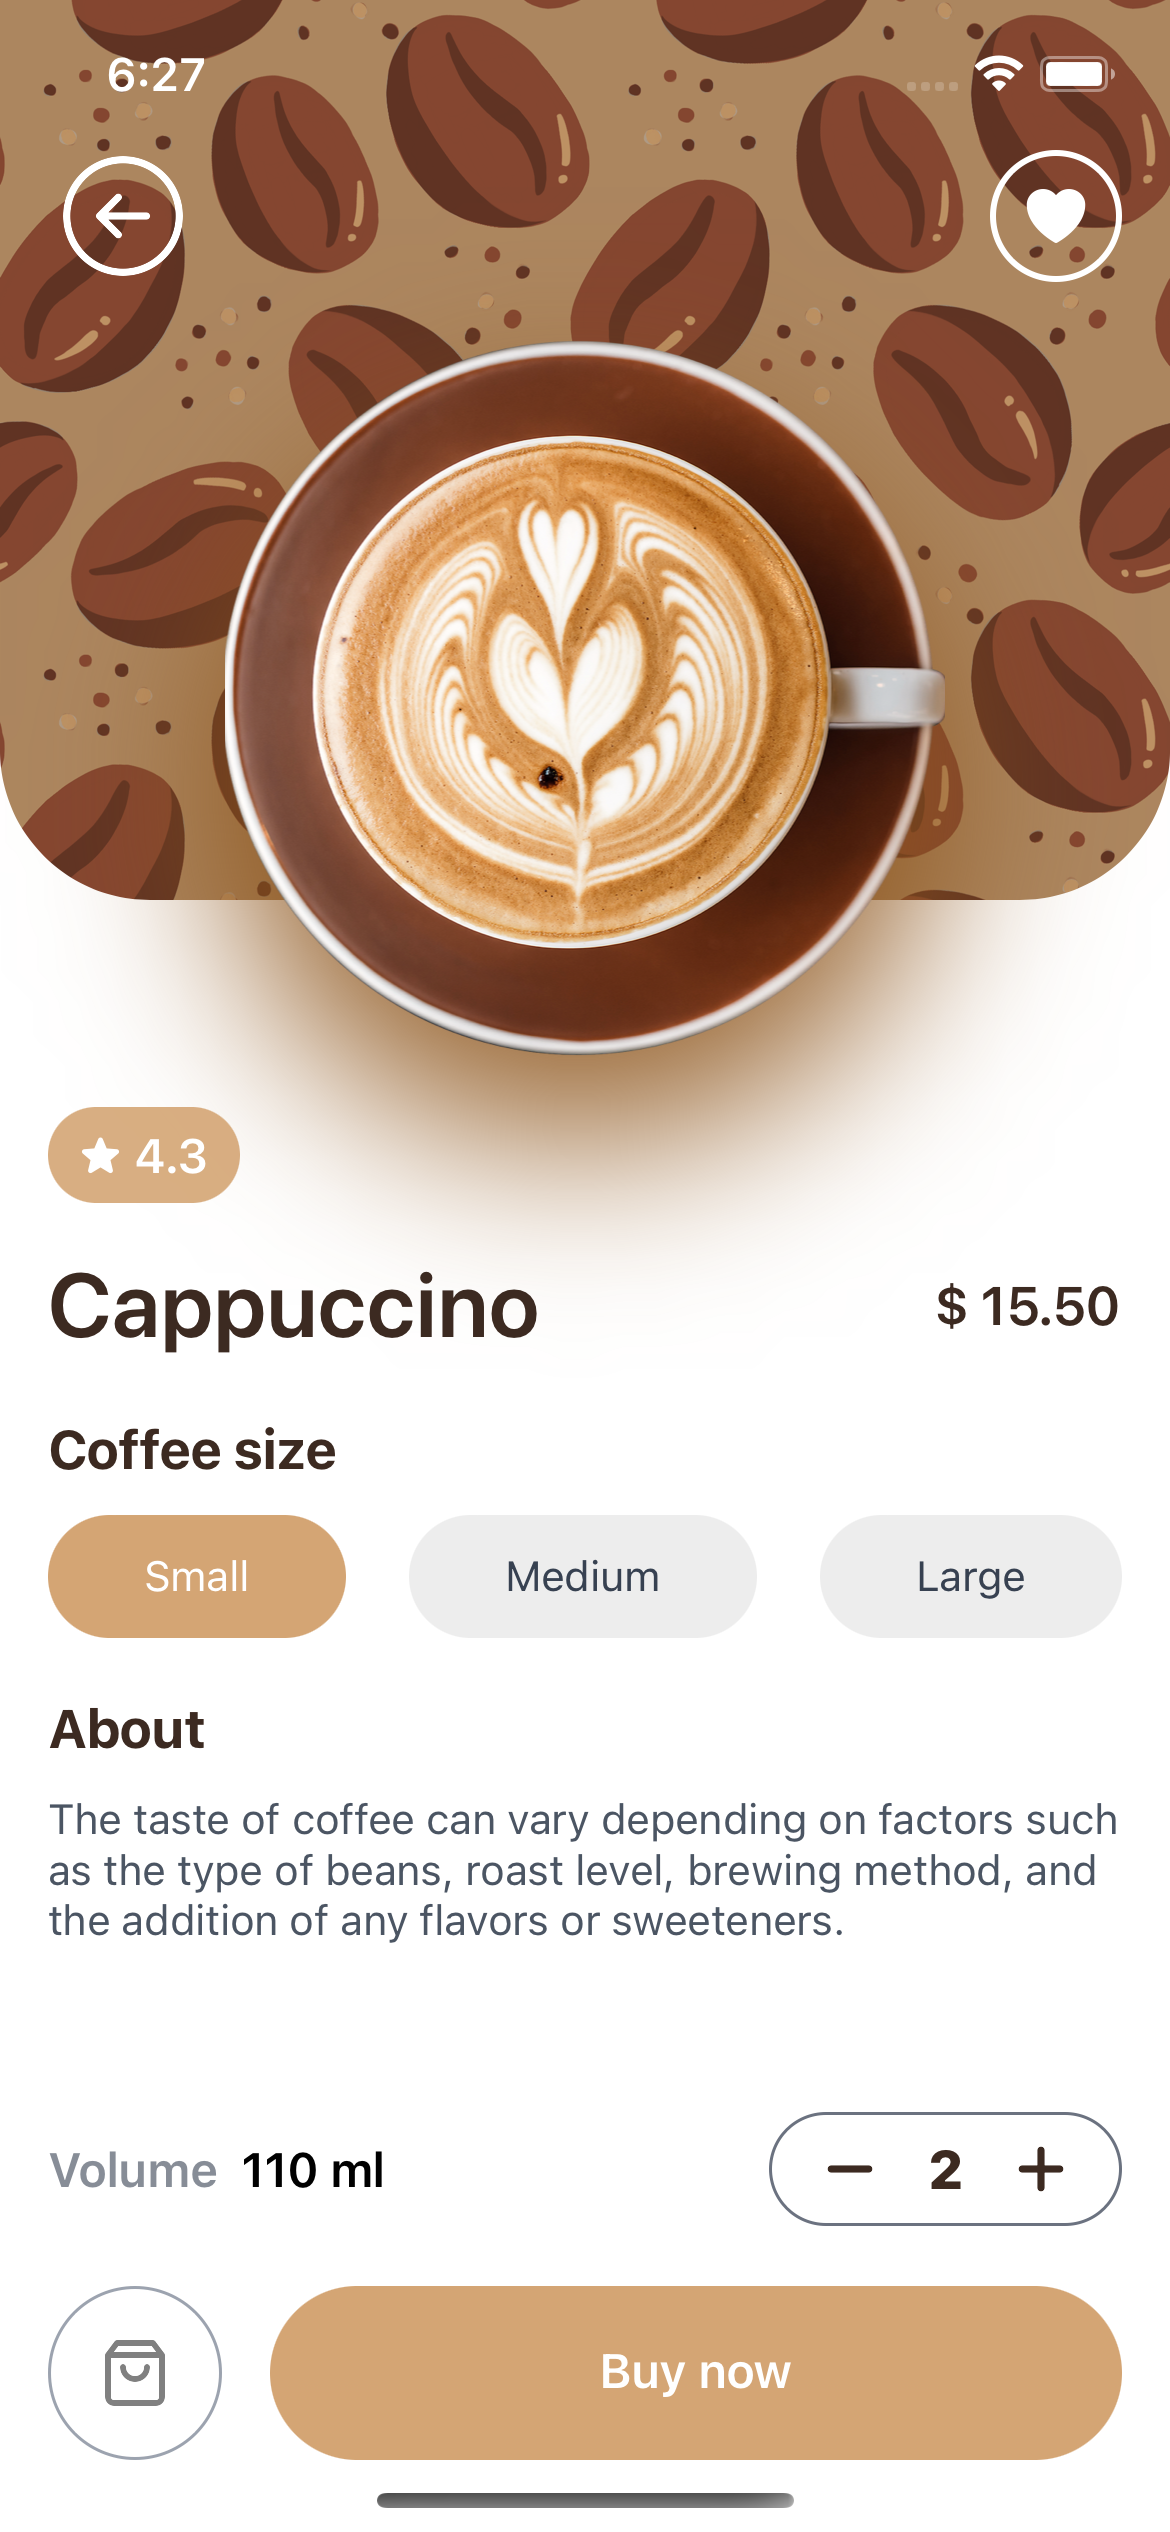 6:27
4.3
Cappuccino
$ 15.50
Coffee size
Small
Medium
Large
About
The taste of coffee can vary depending on factors such
as the type of beans, roast level, brewing method, and
the addition of any flavors or sweeteners.
Volume 110 ml
2
Buy now